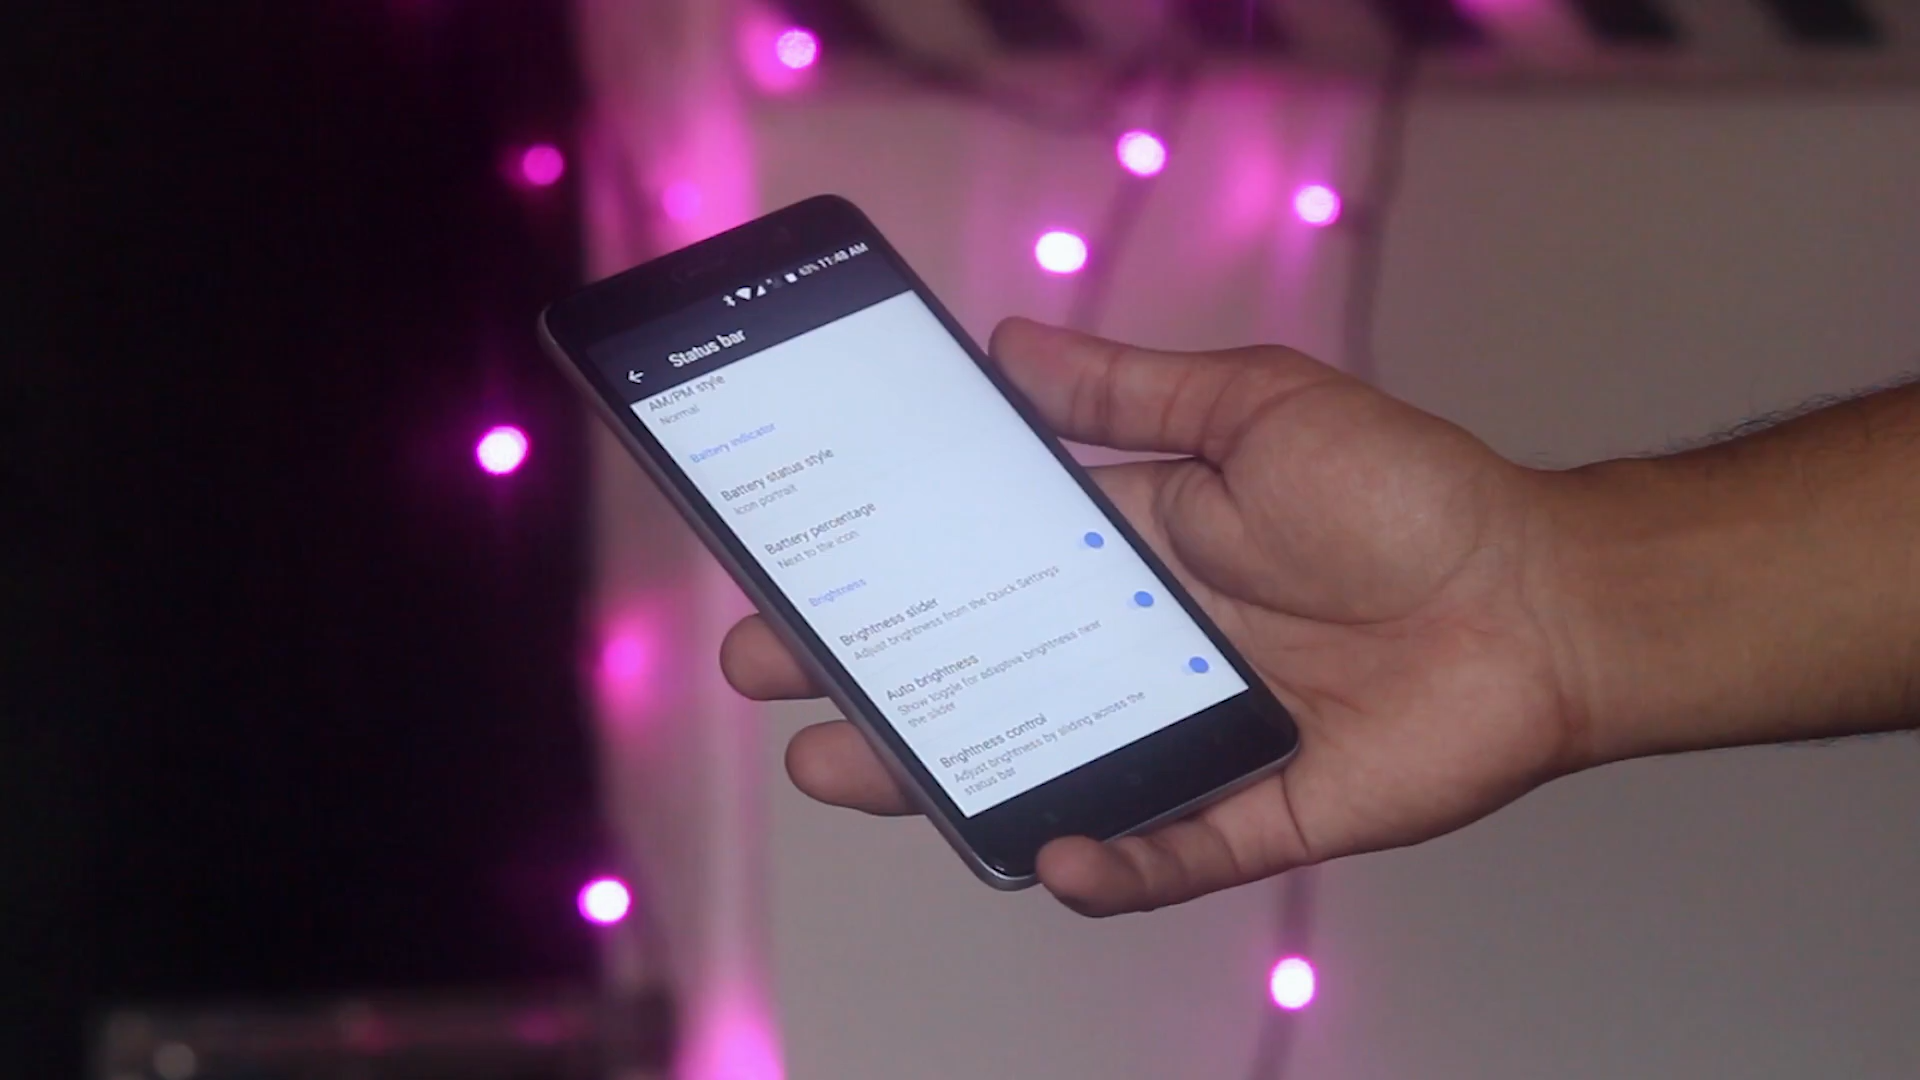 63% 11:48 AM
Status bar
AM/PM style
Normal
Battery indicator
Battery status style
Icon portrait
Battery percentage
Next to the icon
Brightness
Brightness slider
Adjust brightness from the Quick Settings
Auto brightness
Show toggle for adaptive brightness near
the slider
Brightness control
Adjust brightness by sliding across the
status bar